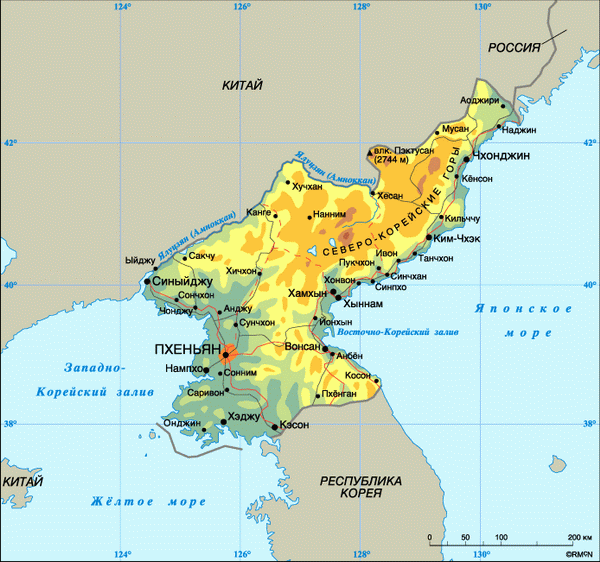 124° 126° 128° 130°
РОССИЯ
КИТАЙ
Аоджири
42°
Мусан
Наджин
42°
влк. Пэктусан
(2744 м)
Чхонджин
Ялуцзян (Амноккан)
Хучхан
Кёнсон
Хесан
Канге
Нанним
СЕВЕРО-КОРЕЙСКИЕ ГОРЫ
Кильччу
Ялуцзян (Амноккан)
Ким-Чхэк
Ыйджу
Сакчу
Ивон
Танчхон
Пукчхон
Синыйджу
Хичхон
Синчхан
40°
Хонвон
Синпхо
40°
Сончхон
Хамхын
Хыннам
Чонджу
Анджу
Японское
море
Йонхын
Сунчхон
Восточно-Корейский залив
ПХЕНЬЯН
Вонсан
Анбён
Западно-
Корейский залив
Нампхо
Сонним
Косон
Саривон
Пхёнган
38°
Хэджу
38°
Онджин
Кэсон
КИТАЙ
РЕСПУБЛИКА
КОРЕЯ
Жёлтое море
0 100 200 км
©RMCN
124° 126° 128° 130°